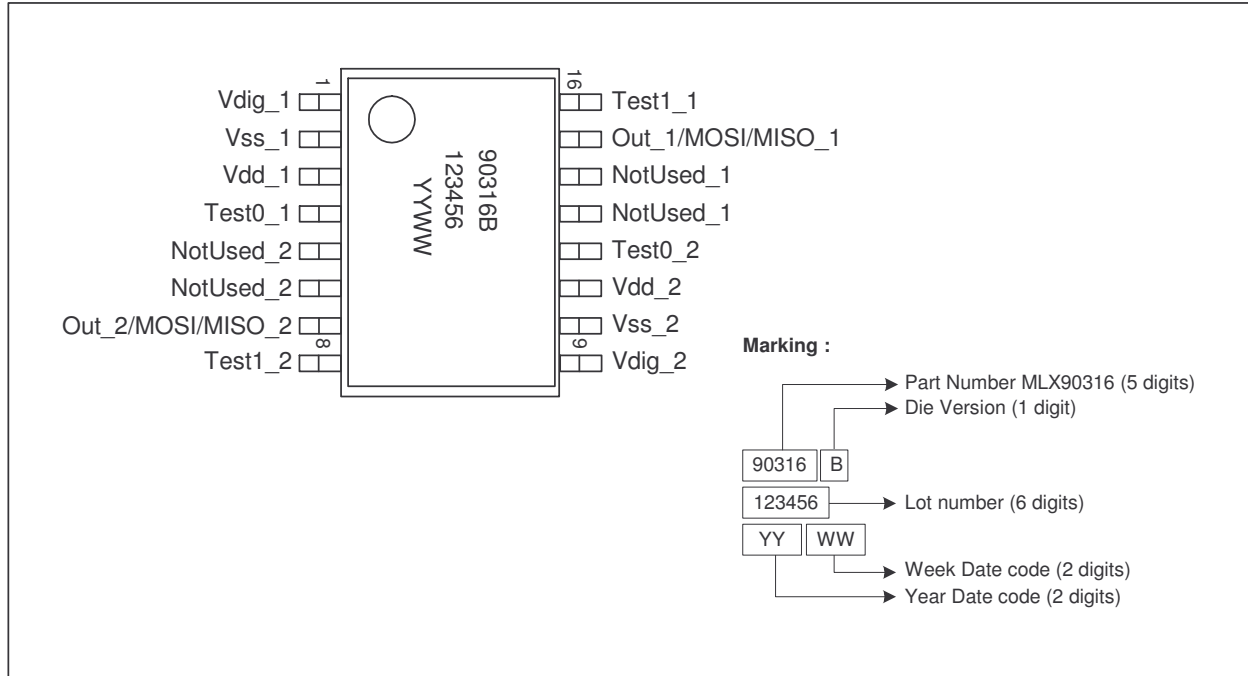 1
16
Vdig_1
Test1_1
Vss_1
Out_1/MOSI/MISO_1
Vdd_1
NotUsed_1
Test0_1
NotUsed_1
NotUsed_2
Test0_2
NotUsed_2
Vdd_2
Out_2/MOSI/MISO_2
Vss_2
8
9
Test1_2
Vdig_2
90316B
123456
YYWW
Marking :
Part Number MLX90316 (5 digits)
Die Version (1 digit)
90316 B
123456
Lot number (6 digits)
YY WW
Week Date code (2 digits)
Year Date code (2 digits)